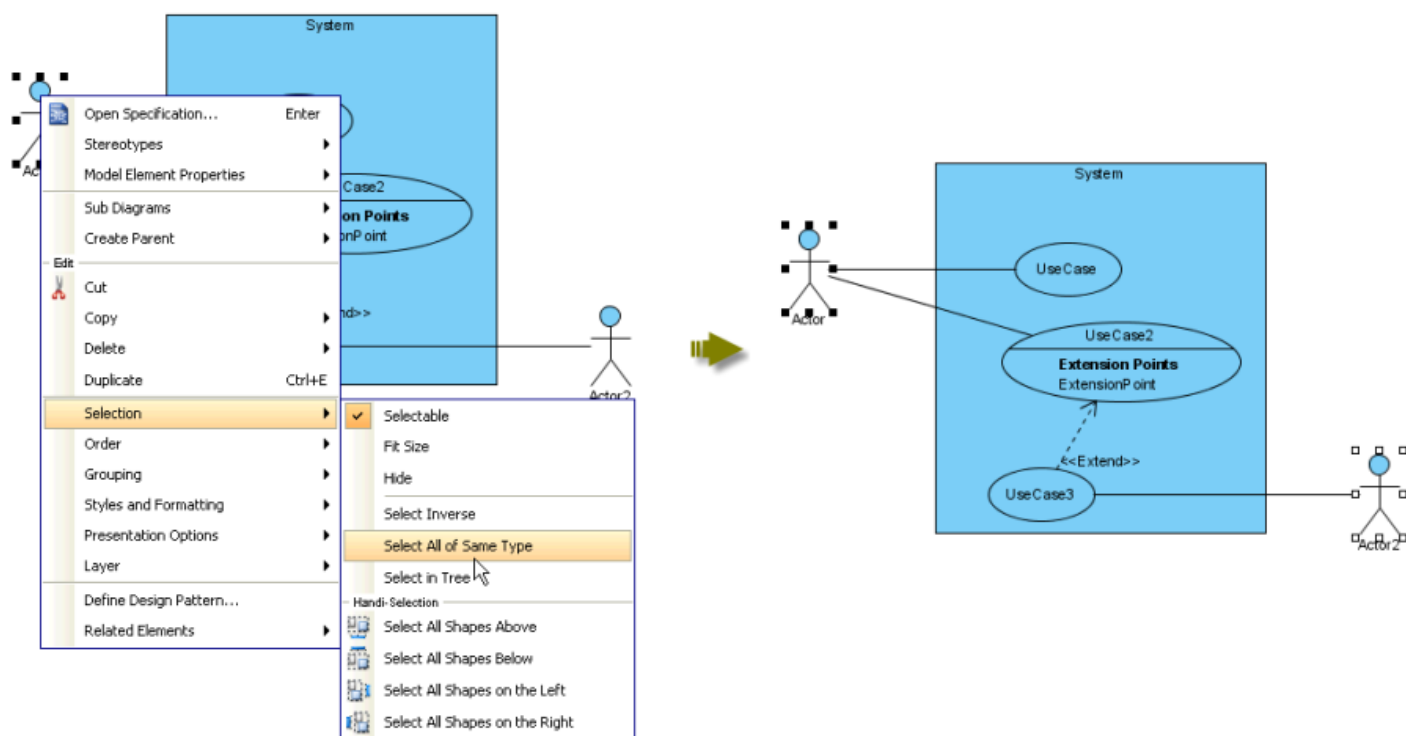 System
Ac
Open Specification... Enter
Stereotypes
Model Element Properties
Sub Diagrams
Create Parent
Edit
Cut
Copy
Delete
Duplicate Ctrl+E
Selection
Order
Grouping
Styles and Formatting
Presentation Options
Layer
Define Design Pattern...
Related Elements
Case2
on Points
onPoint
nd>>
Actor2
Selectable
Fit Size
Hide
Select Inverse
Select All of Same Type
Select in Tree
Handi-Selection
Select All Shapes Above
Select All Shapes Below
Select All Shapes on the Left
Select All Shapes on the Right
System
Actor
UseCase
UseCase2
Extension Points
ExtensionPoint
<<Extend>>
UseCase3
Actor2